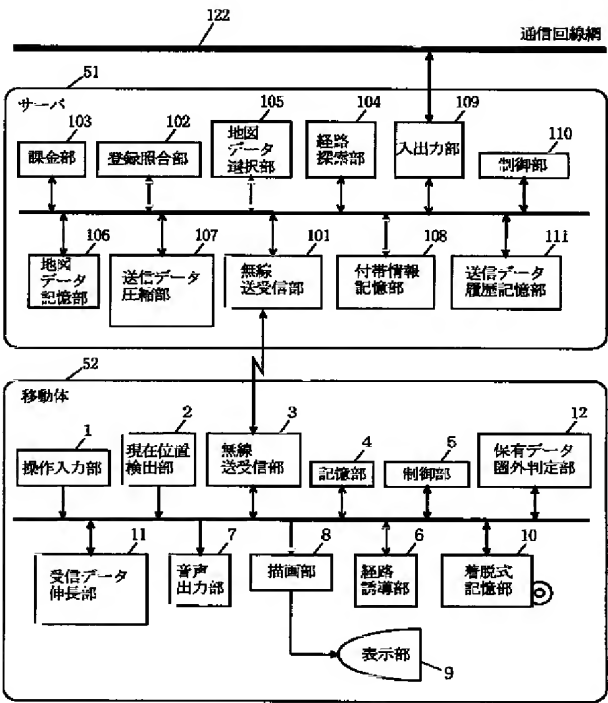 122
通信回線網
51
サーバ
103
課金部
102
登録照合部
105
地図
データ
選択部
104
経路
探索部
109
入出力部
110
制御部
106
地図
データ
記憶部
107
送信データ
圧縮部
101
無線
送受信部
108
付帯情報
記憶部
111
送信データ
履歴記憶部
52
移動体
1
操作入力部
2
現在位置
検出部
3
無線
送受信部
4
記憶部
5
制御部
12
保有データ
圏外判定部
11
受信データ
伸長部
7
音声
出力部
8
描画部
6
経路
誘導部
10
着脱式
記憶部
表示部
9